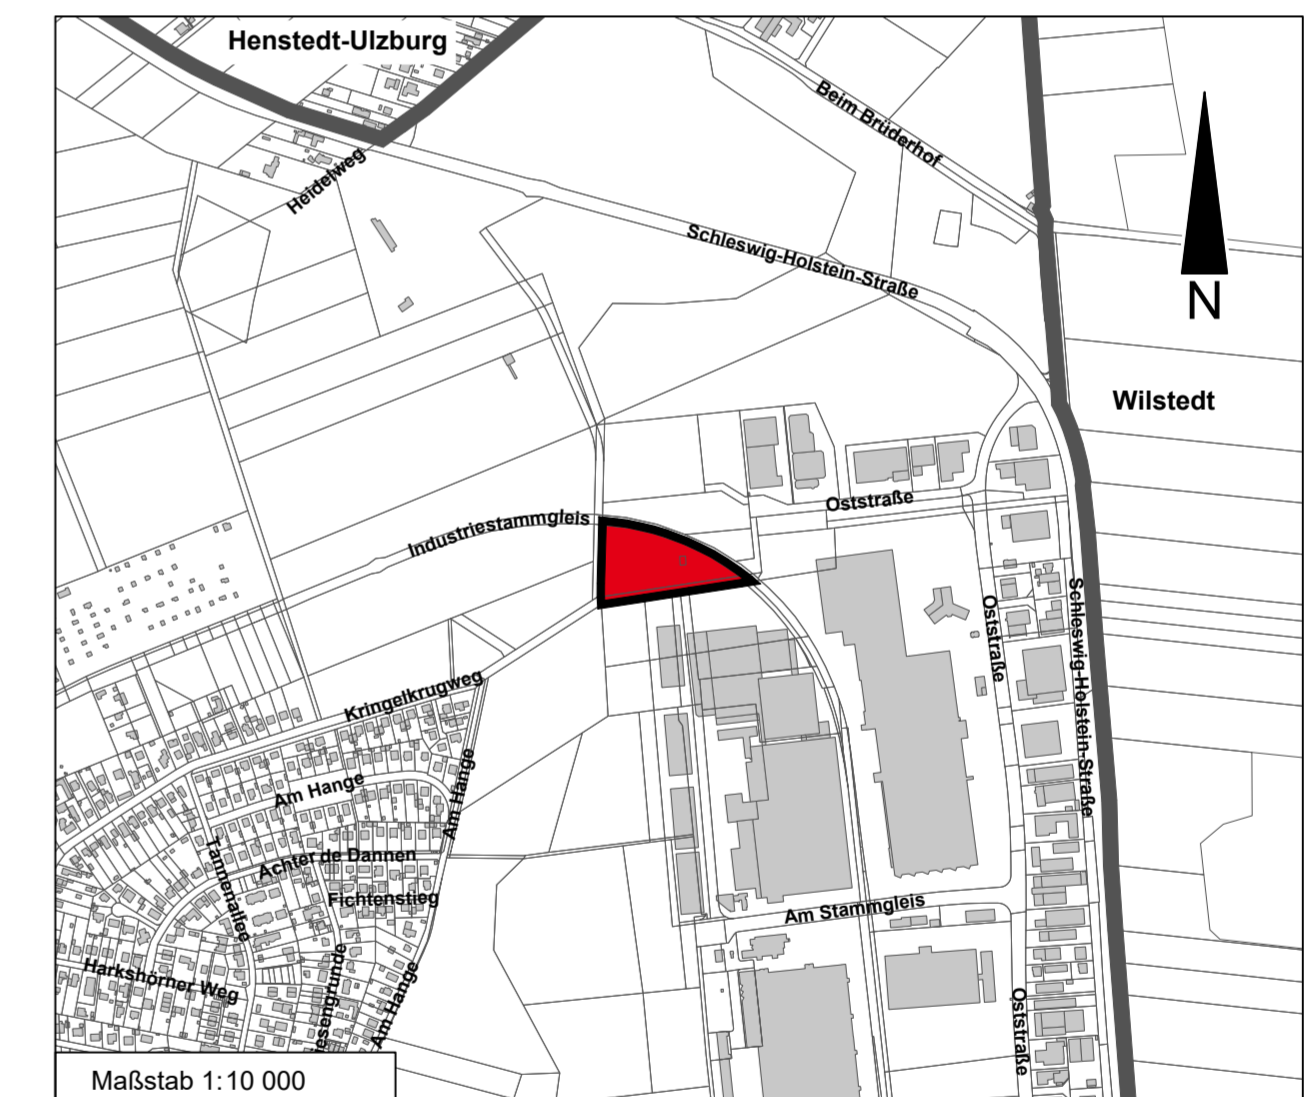 Henstedt-Ulzburg
Beim Brüderhof
Heidelweg
Schleswig-Holstein-Straße
N
Wilstedt
Oststraße
Industriestammgleis
Schleswig-Holstein-Straße
Oststraße
Kringelkrugweg
Am Hange
Am Hange
Tannenallee
Achter de Dannen
Fichtenstieg
Am Stammgleis
Harkshörner Weg
iesengrunde
Am Hange
Oststraße
Maßstab 1:10 000